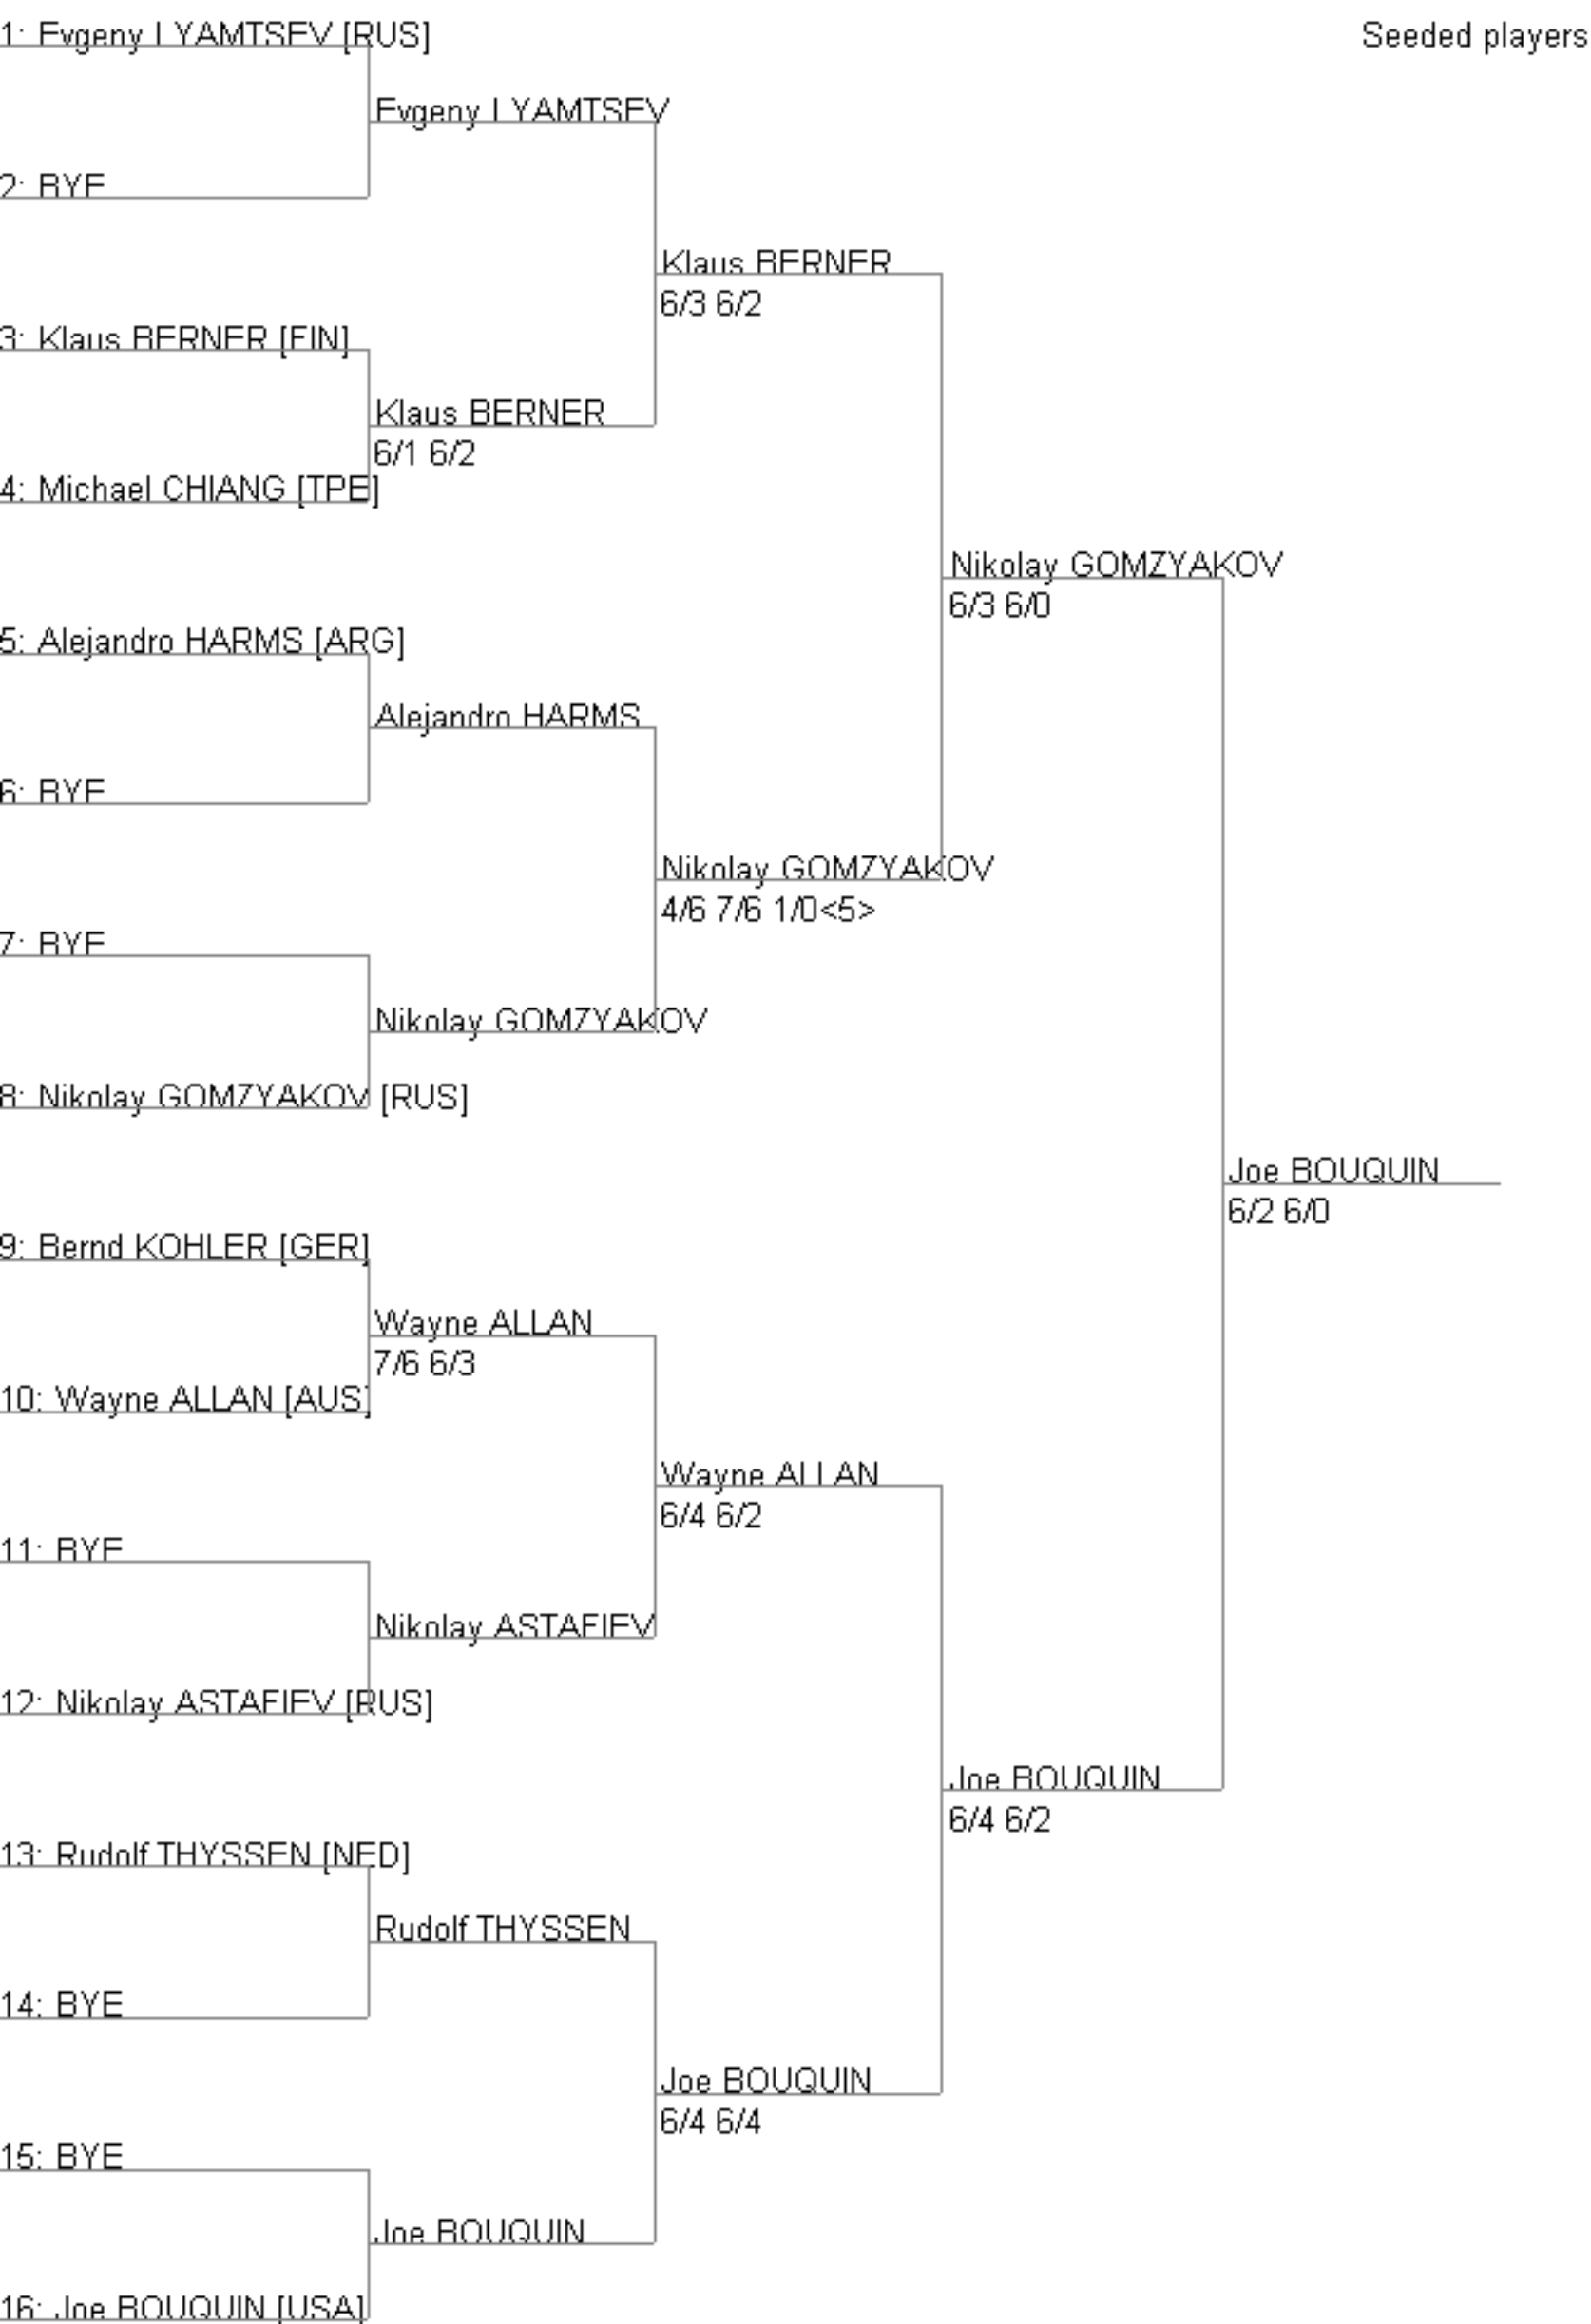 1: Evgeny LYAMTSEV [RUS]
Seeded players
Evgeny LYAMTSEV
2: BYE
Klaus BERNER
6/3 6/2
3: Klaus BERNER [FIN]
Klaus BERNER
6/1 6/2
4: Michael CHIANG [TPE]
Nikolay GOMZYAKOV
6/3 6/0
5: Alejandro HARMS [ARG]
Alejandro HARMS
6: BYE
Nikolay GOMZYAKOV
4/6 7/6 1/0<5>
7: BYE
Nikolay GOMZYAKOV
8: Nikolay GOMZYAKOV [RUS]
Joe BOUQUIN
6/2 6/0
9: Bernd KOHLER [GER]
Wayne ALLAN
7/6 6/3
10: Wayne ALLAN [AUS]
Wayne ALLAN
6/4 6/2
11: BYE
Nikolay ASTAFIEV
12: Nikolay ASTAFIEV [RUS]
Joe BOUQUIN
6/4 6/2
13: Rudolf THYSSEN [NED]
Rudolf THYSSEN
14: BYE
Joe BOUQUIN
6/4 6/4
15: BYE
Joe BOUQUIN
16: Joe BOUQUIN [USA]